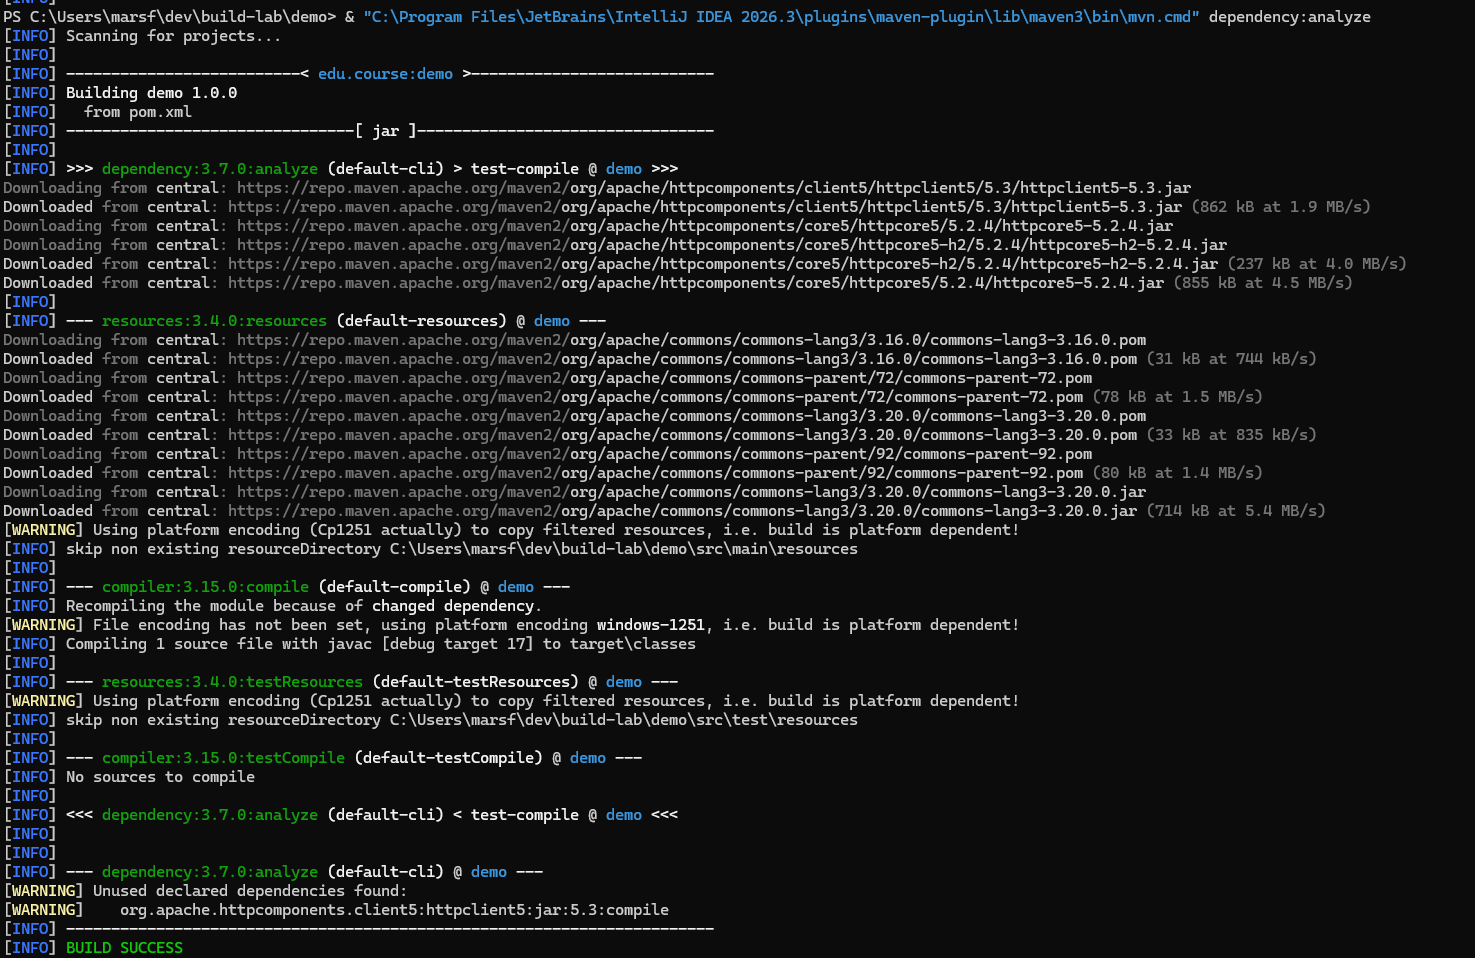 PS C:\Users\marsf\dev\build-lab\demo> & "C:\Program Files\JetBrains\IntelliJ IDEA 2026.3\plugins\maven-plugin\lib\maven3\bin\mvn.cmd" dependency:analyze
[INFO] Scanning for projects...
[INFO]
[INFO] --------------------------< edu.course:demo >---------------------------
[INFO] Building demo 1.0.0
[INFO]   from pom.xml
[INFO] --------------------------------[ jar ]---------------------------------
[INFO]
[INFO] >>> dependency:3.7.0:analyze (default-cli) > test-compile @ demo >>>
Downloading from central: https://repo.maven.apache.org/maven2/org/apache/httpcomponents/client5/httpclient5/5.3/httpclient5-5.3.jar
Downloaded from central: https://repo.maven.apache.org/maven2/org/apache/httpcomponents/client5/httpclient5/5.3/httpclient5-5.3.jar (862 kB at 1.9 MB/s)
Downloading from central: https://repo.maven.apache.org/maven2/org/apache/httpcomponents/core5/httpcore5/5.2.4/httpcore5-5.2.4.jar
Downloading from central: https://repo.maven.apache.org/maven2/org/apache/httpcomponents/core5/httpcore5-h2/5.2.4/httpcore5-h2-5.2.4.jar
Downloaded from central: https://repo.maven.apache.org/maven2/org/apache/httpcomponents/core5/httpcore5-h2/5.2.4/httpcore5-h2-5.2.4.jar (237 kB at 4.0 MB/s)
Downloaded from central: https://repo.maven.apache.org/maven2/org/apache/httpcomponents/core5/httpcore5/5.2.4/httpcore5-5.2.4.jar (855 kB at 4.5 MB/s)
[INFO]
[INFO] --- resources:3.4.0:resources (default-resources) @ demo ---
Downloading from central: https://repo.maven.apache.org/maven2/org/apache/commons/commons-lang3/3.16.0/commons-lang3-3.16.0.pom
Downloaded from central: https://repo.maven.apache.org/maven2/org/apache/commons/commons-lang3/3.16.0/commons-lang3-3.16.0.pom (31 kB at 744 kB/s)
Downloading from central: https://repo.maven.apache.org/maven2/org/apache/commons/commons-parent/72/commons-parent-72.pom
Downloaded from central: https://repo.maven.apache.org/maven2/org/apache/commons/commons-parent/72/commons-parent-72.pom (78 kB at 1.5 MB/s)
Downloading from central: https://repo.maven.apache.org/maven2/org/apache/commons/commons-lang3/3.20.0/commons-lang3-3.20.0.pom
Downloaded from central: https://repo.maven.apache.org/maven2/org/apache/commons/commons-lang3/3.20.0/commons-lang3-3.20.0.pom (33 kB at 835 kB/s)
Downloading from central: https://repo.maven.apache.org/maven2/org/apache/commons/commons-parent/92/commons-parent-92.pom
Downloaded from central: https://repo.maven.apache.org/maven2/org/apache/commons/commons-parent/92/commons-parent-92.pom (80 kB at 1.4 MB/s)
Downloading from central: https://repo.maven.apache.org/maven2/org/apache/commons/commons-lang3/3.20.0/commons-lang3-3.20.0.jar
Downloaded from central: https://repo.maven.apache.org/maven2/org/apache/commons/commons-lang3/3.20.0/commons-lang3-3.20.0.jar (714 kB at 5.4 MB/s)
[WARNING] Using platform encoding (Cp1251 actually) to copy filtered resources, i.e. build is platform dependent!
[INFO] skip non existing resourceDirectory C:\Users\marsf\dev\build-lab\demo\src\main\resources
[INFO]
[INFO] --- compiler:3.15.0:compile (default-compile) @ demo ---
[INFO] Recompiling the module because of changed dependency.
[WARNING] File encoding has not been set, using platform encoding windows-1251, i.e. build is platform dependent!
[INFO] Compiling 1 source file with javac [debug target 17] to target\classes
[INFO]
[INFO] --- resources:3.4.0:testResources (default-testResources) @ demo ---
[WARNING] Using platform encoding (Cp1251 actually) to copy filtered resources, i.e. build is platform dependent!
[INFO] skip non existing resourceDirectory C:\Users\marsf\dev\build-lab\demo\src\test\resources
[INFO]
[INFO] --- compiler:3.15.0:testCompile (default-testCompile) @ demo ---
[INFO] No sources to compile
[INFO]
[INFO] <<< dependency:3.7.0:analyze (default-cli) < test-compile @ demo <<<
[INFO]
[INFO]
[INFO] --- dependency:3.7.0:analyze (default-cli) @ demo ---
[WARNING] Unused declared dependencies found:
[WARNING]    org.apache.httpcomponents.client5:httpclient5:jar:5.3:compile
[INFO] ------------------------------------------------------------------------
[INFO] BUILD SUCCESS